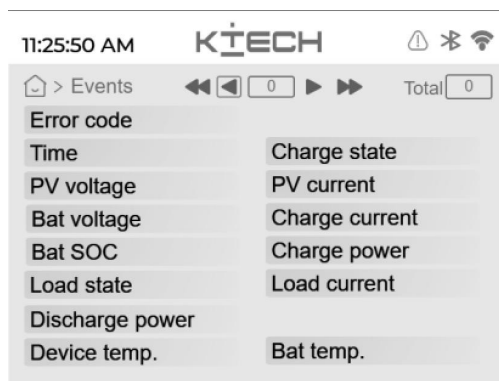 11:25:50 AM KTECH
> Events 0 Total 0
Error code
Time Charge state
PV voltage PV current
Bat voltage Charge current
Bat SOC Charge power
Load state Load current
Discharge power
Device temp. Bat temp.